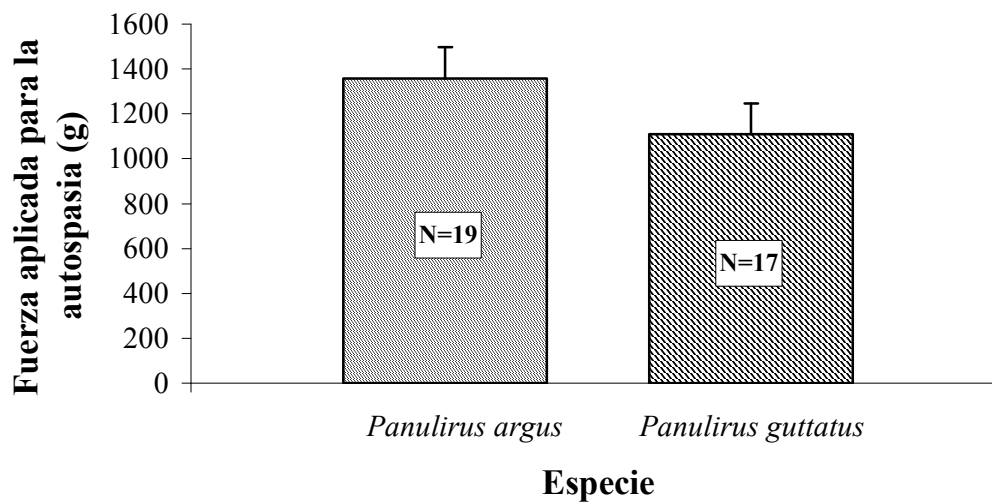 Fuerza aplicada para la
autospasia (g)
1600
1400
1200
1000
800
600
400
200
0
N=19
N=17
Panulirus argus
Panulirus guttatus
Especie